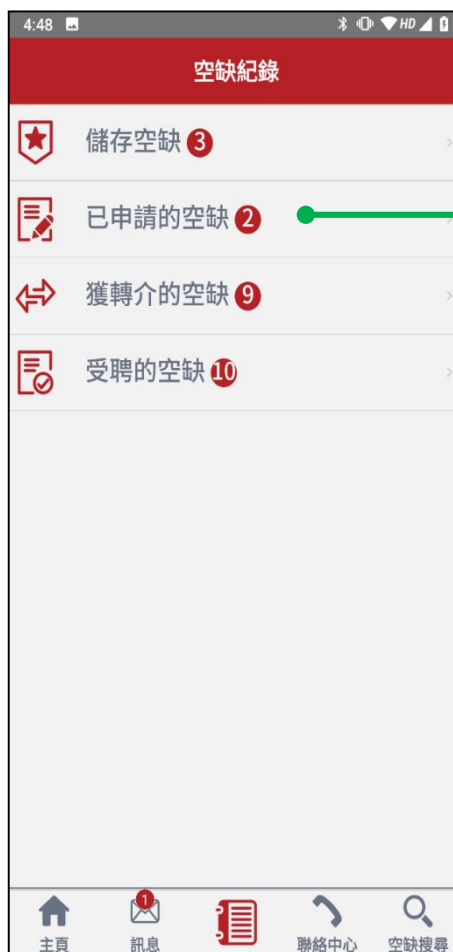 4:48 HD
空缺紀錄
儲存空缺 3
已申請的空缺 2
獲轉介的空缺 9
受聘的空缺 10
1
主頁 訊息 聯絡中心 空缺搜尋